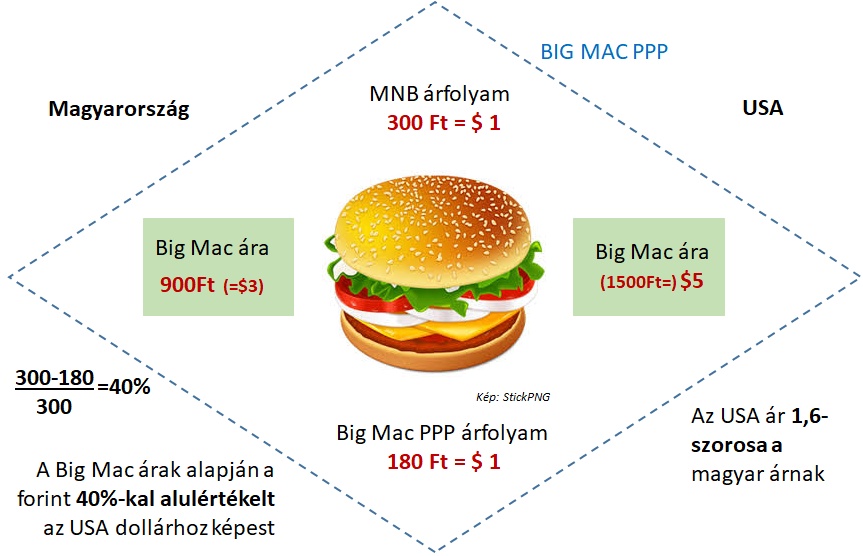 BIG MAC PPP
Magyarország
MNB árfolyam
300 Ft = $ 1
USA
Big Mac ára
900Ft (=$3)
Big Mac ára
(1500Ft=) $5
300-180
300
=40%
Kép: StickPNG
Big Mac PPP árfolyam
180 Ft = $ 1
Az USA ár 1,6-
szorosa a
magyar árnak
A Big Mac árak alapján a
forint 40%-kal alulértékelt
az USA dollárhoz képest